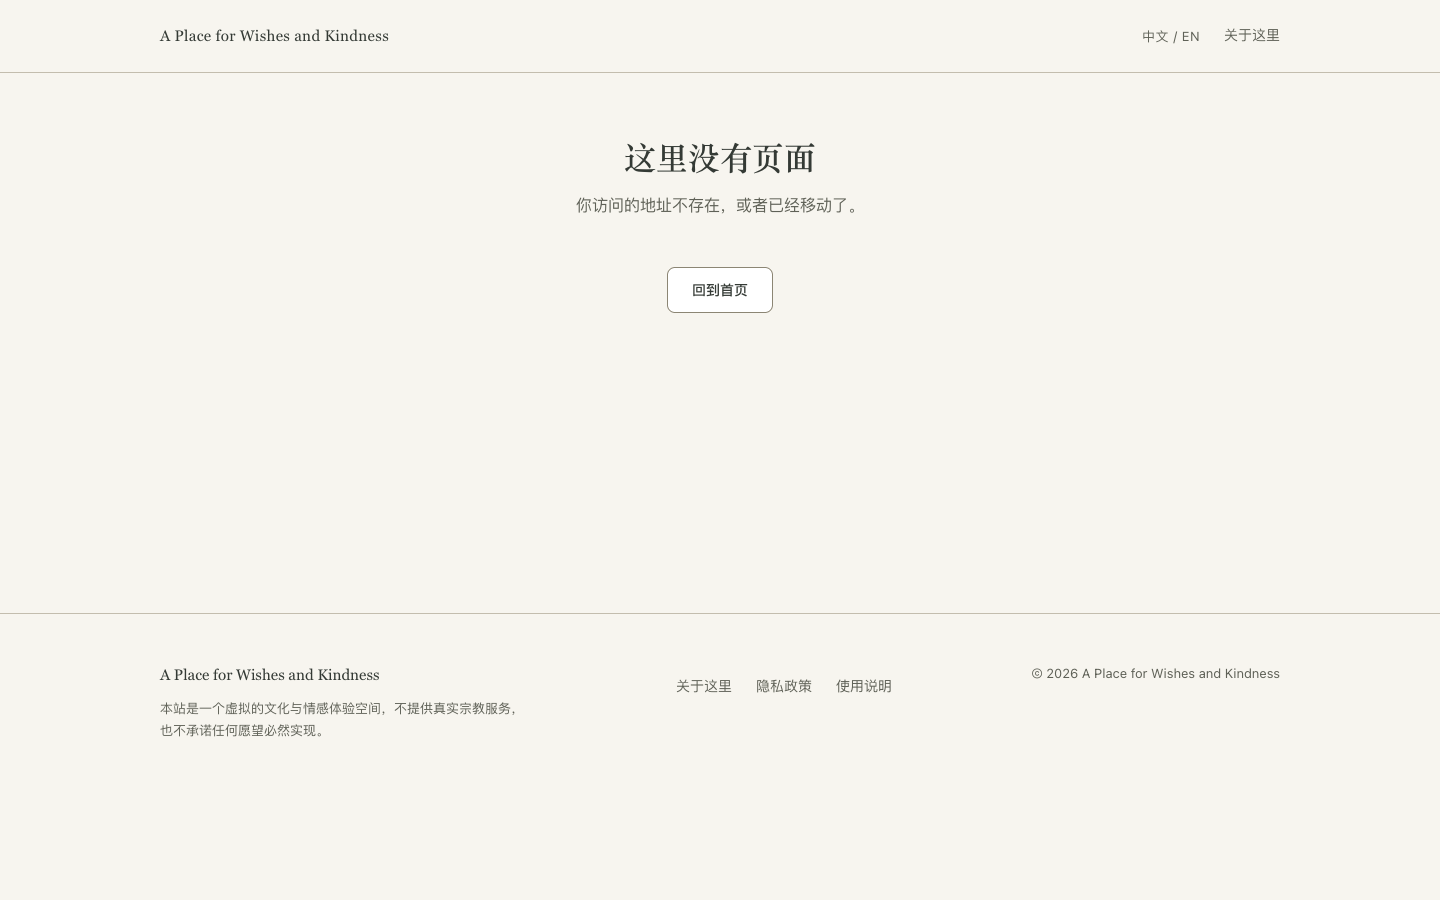 A Place for Wishes and Kindness
中文 / EN
关于这里
这里没有页面
你访问的地址不存在，或者已经移动了。
回到首页
A Place for Wishes and Kindness
本站是一个虚拟的文化与情感体验空间，不提供真实宗教服务，
也不承诺任何愿望必然实现。
关于这里
隐私政策
使用说明
© 2026 A Place for Wishes and Kindness